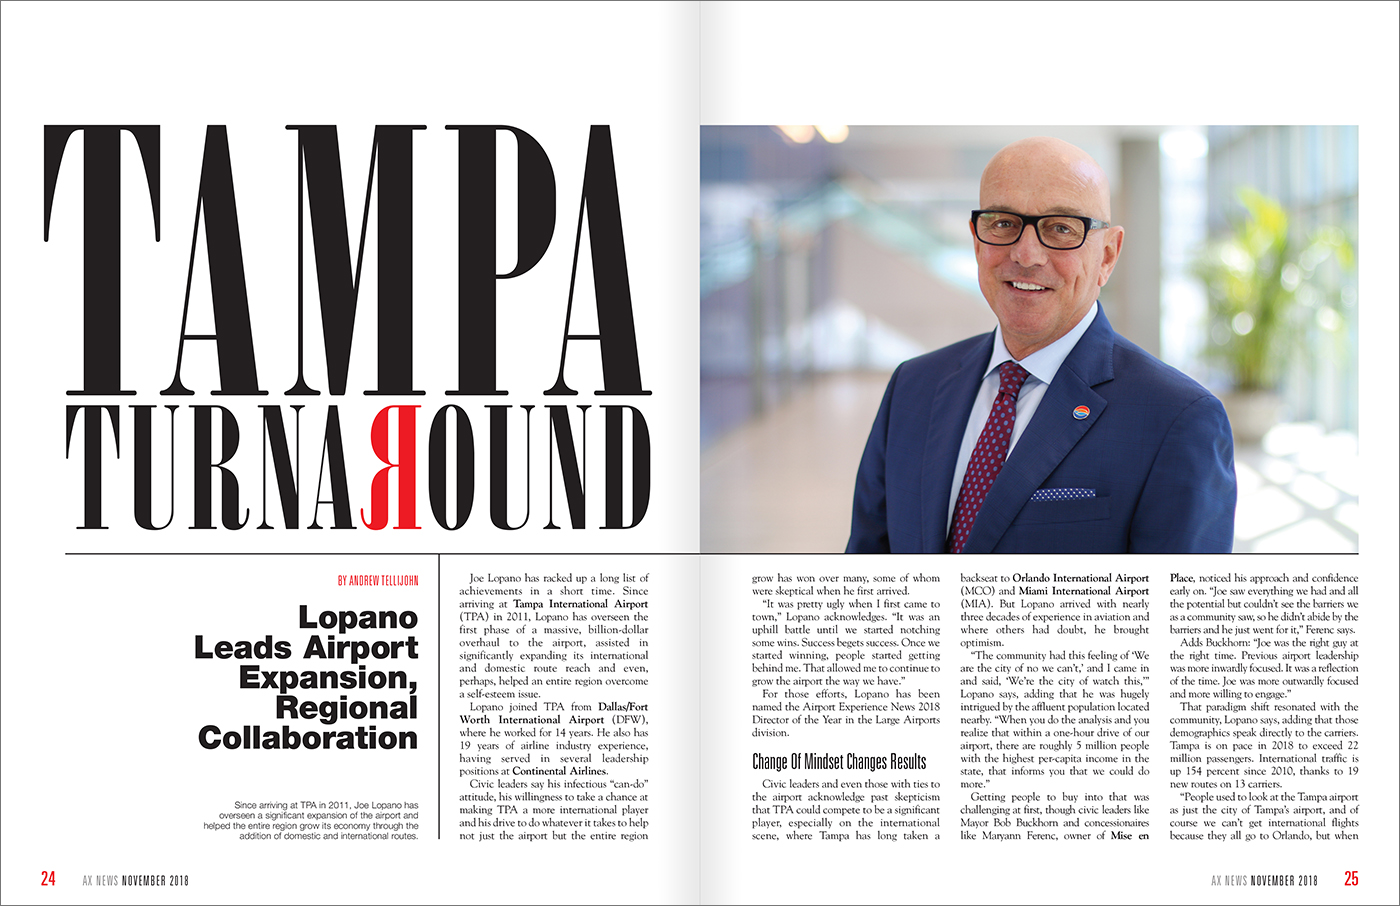 TAMPA
TURNAROUND
BY ANDREW TELLIJOHN
Lopano
Leads Airport
Expansion,
Regional
Collaboration
Since arriving at TPA in 2011, Joe Lopano has
overseen a significant expansion of the airport and
helped the entire region grow its economy through the
addition of domestic and international routes.
Joe Lopano has racked up a long list of
achievements in a short time. Since
arriving at Tampa International Airport
(TPA) in 2011, Lopano has overseen the
first phase of a massive, billion-dollar
overhaul to the airport, assisted in
significantly expanding its international
and domestic route reach and even,
perhaps, helped an entire region overcome
a self-esteem issue.
Lopano joined TPA from Dallas/Fort
Worth International Airport (DFW),
where he worked for 14 years. He also has
19 years of airline industry experience,
having served in several leadership
positions at Continental Airlines.
Civic leaders say his infectious “can-do”
attitude, his willingness to take a chance at
making TPA a more international player
and his drive to do whatever it takes to help
not just the airport but the entire region
grow has won over many, some of whom
were skeptical when he first arrived.
“It was pretty ugly when I first came to
town,” Lopano acknowledges. “It was an
uphill battle until we started notching
some wins. Success begets success. Once we
started winning, people started getting
behind me. That allowed me to continue to
grow the airport the way we have.”
For those efforts, Lopano has been
named the Airport Experience News 2018
Director of the Year in the Large Airports
division.
Change Of Mindset Changes Results
Civic leaders and even those with ties to
the airport acknowledge past skepticism
that TPA could compete to be a significant
player, especially on the international
scene, where Tampa has long taken a
backseat to Orlando International Airport
(MCO) and Miami International Airport
(MIA). But Lopano arrived with nearly
three decades of experience in aviation and
where others had doubt, he brought
optimism.
“The community had this feeling of ‘We
are the city of no we can’t,’ and I came in
and said, ‘We’re the city of watch this,’”
Lopano says, adding that he was hugely
intrigued by the affluent population located
nearby. “When you do the analysis and you
realize that within a one-hour drive of our
airport, there are roughly 5 million people
with the highest per-capita income in the
state, that informs you that we could do
more.”
Getting people to buy into that was
challenging at first, though civic leaders like
Mayor Bob Buckhorn and concessionaires
like Maryann Ferenc, owner of Mise en
Place, noticed his approach and confidence
early on. “Joe saw everything we had and all
the potential but couldn’t see the barriers we
as a community saw, so he didn’t abide by the
barriers and he just went for it,” Ferenc says.
Adds Buckhorn: “Joe was the right guy at
the right time. Previous airport leadership
was more inwardly focused. It was a reflection
of the time. Joe was more outwardly focused
and more willing to engage.”
That paradigm shift resonated with the
community, Lopano says, adding that those
demographics speak directly to the carriers.
Tampa is on pace in 2018 to exceed 22
million passengers. International traffic is
up 154 percent since 2010, thanks to 19
new routes on 13 carriers.
“People used to look at the Tampa airport
as just the city of Tampa’s airport, and of
course we can’t get international flights
because they all go to Orlando, but when
24 AX NEWS NOVEMBER 2018
AX NEWS NOVEMBER 2018 25